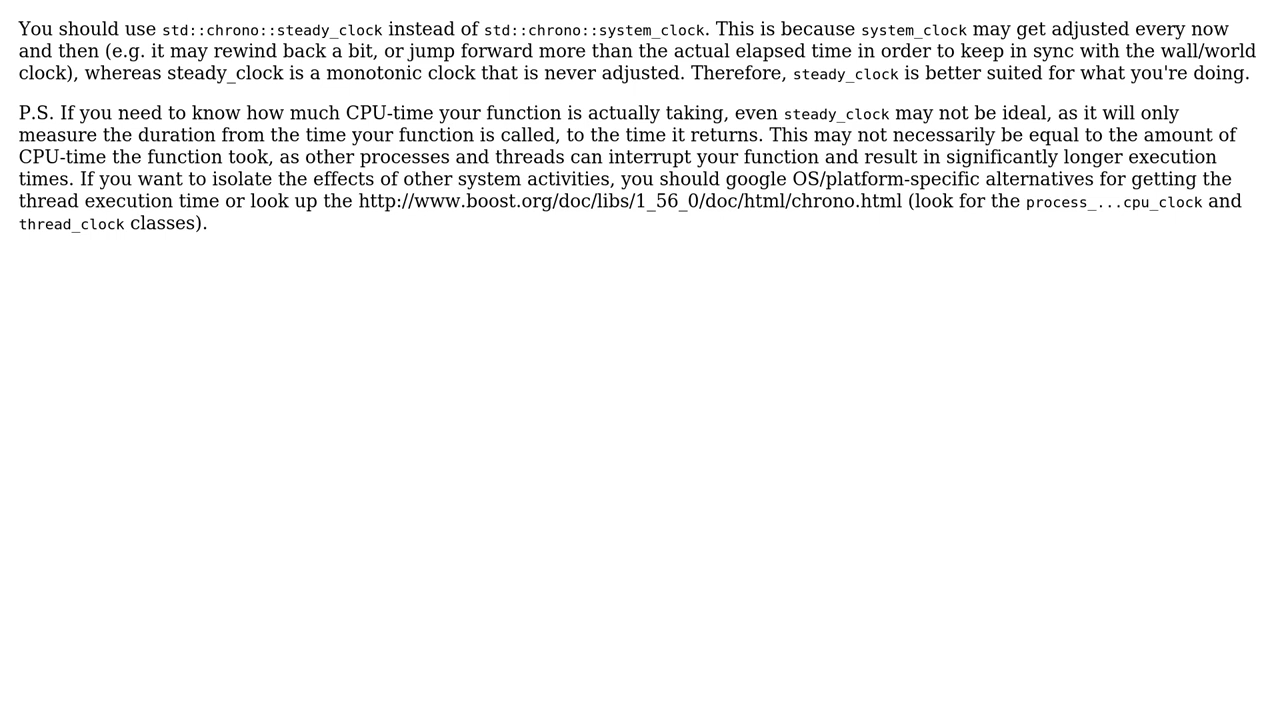 You should use std::chrono::steady_clock instead of std::chrono::system_clock. This is because system_clock may get adjusted every now
and then (e.g. it may rewind back a bit, or jump forward more than the actual elapsed time in order to keep in sync with the wall/world
clock), whereas steady_clock is a monotonic clock that is never adjusted. Therefore, steady_clock is better suited for what you're doing.
P.S. If you need to know how much CPU-time your function is actually taking, even steady_clock may not be ideal, as it will only
measure the duration from the time your function is called, to the time it returns. This may not necessarily be equal to the amount of
CPU-time the function took, as other processes and threads can interrupt your function and result in significantly longer execution
times. If you want to isolate the effects of other system activities, you should google OS/platform-specific alternatives for getting the
thread execution time or look up the http://www.boost.org/doc/libs/1_56_0/doc/html/chrono.html (look for the process_...cpu_clock and
thread_clock classes).